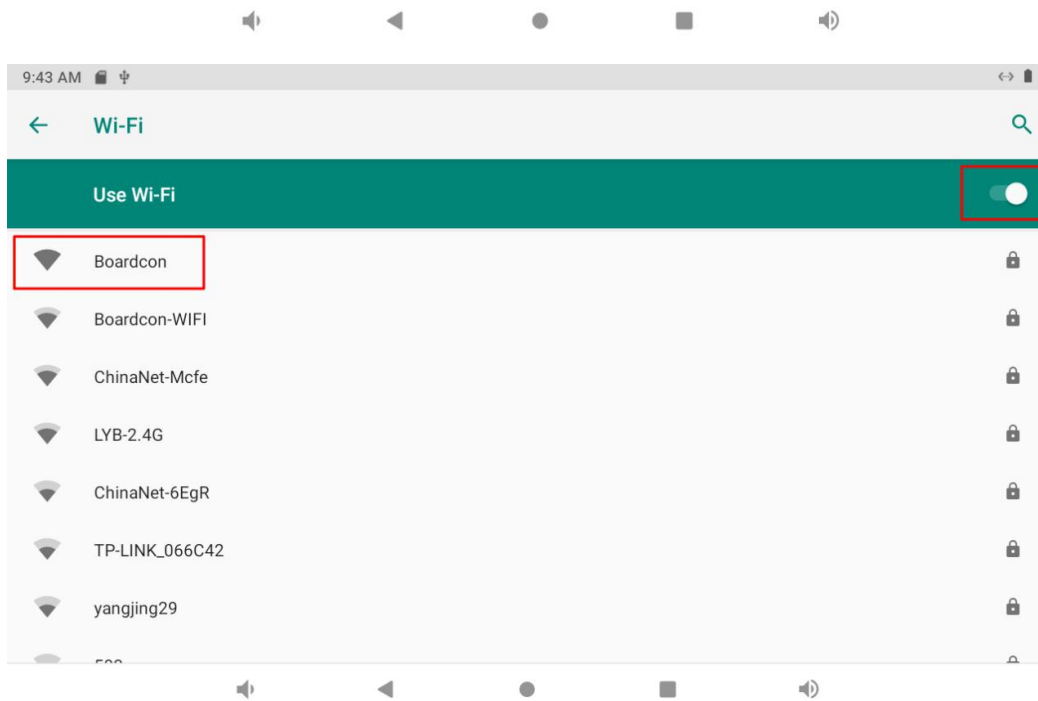 9:43 AM
Wi-Fi
Use Wi-Fi
Boardcon
Boardcon-WIFI
ChinaNet-Mcfe
LYB-2.4G
ChinaNet-6EgR
TP-LINK_066C42
yangjing29